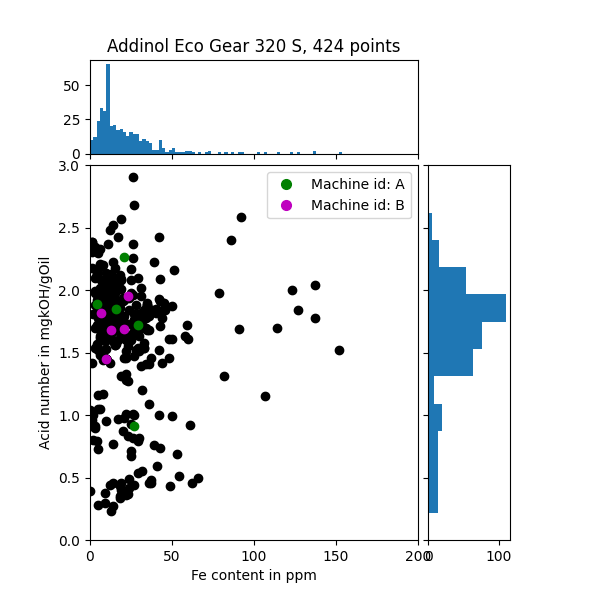 Addinol Eco Gear 320 S, 424 points
50
25
0
3.0
2.5
2.0
1.5
1.0
0.5
0.0
Acid number in mgkOH/gOil
Machine id: A
Machine id: B
0 50 100 150 200
Fe content in ppm
0 100